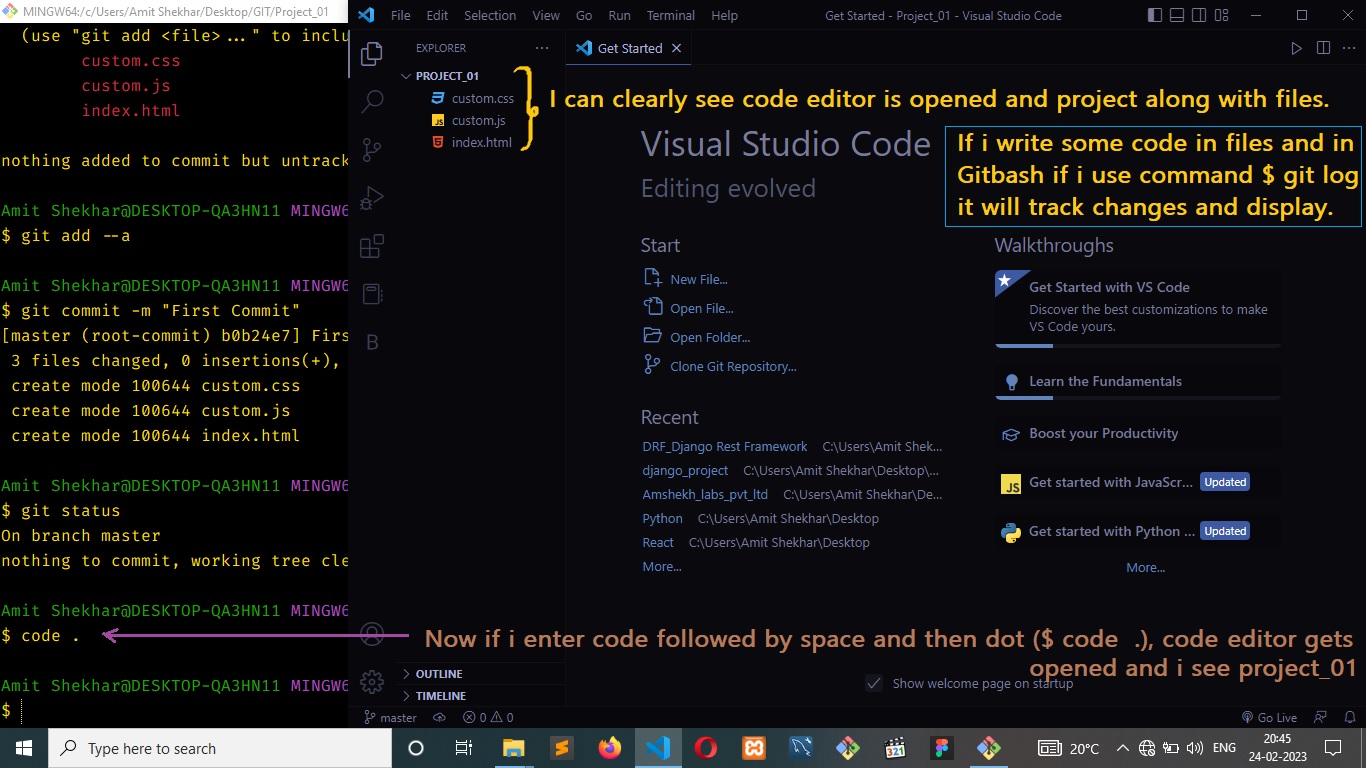 MINGW64:/c/Users/Amit Shekhar/Desktop/GIT/Project_01
(use "git add <file>..." to inclu
custom.css
custom.js
index.html
nothing added to commit but untrack
Amit Shekhar@DESKTOP-QA3HN11 MINGW6
$ git add --a
Amit Shekhar@DESKTOP-QA3HN11 MINGW6
$ git commit -m "First Commit"
[master (root-commit) b0b24e7] Firs
3 files changed, 0 insertions(+),
create mode 100644 custom.css
create mode 100644 custom.js
create mode 100644 index.html
Amit Shekhar@DESKTOP-QA3HN11 MINGW6
$ git status
On branch master
nothing to commit, working tree cle
Amit Shekhar@DESKTOP-QA3HN11 MINGW6
$ code .
Amit Shekhar@DESKTOP-QA3HN11 MINGW6
$
File Edit Selection View Go Run Terminal Help
Get Started - Project_01 - Visual Studio Code
EXPLORER
PROJECT_01
custom.css
JS custom.js
index.html
B
OUTLINE
TIMELINE
Get Started
I can clearly see code editor is opened and project along with files.
If i write some code in files and in
Gitbash if i use command $ git log
it will track changes and display.
Visual Studio Code
Editing evolved
Start
New File...
Open File...
Open Folder...
Clone Git Repository...
Recent
DRF_Django Rest Framework C:\Users\Amit Shek...
django_project C:\Users\Amit Shekhar\Desktop\...
Amshekh_labs_pvt_ltd C:\Users\Amit Shekhar\De...
Python C:\Users\Amit Shekhar\Desktop
React C:\Users\Amit Shekhar\Desktop
More...
Walkthroughs
Get Started with VS Code
Discover the best customizations to make
VS Code yours.
Learn the Fundamentals
Boost your Productivity
JS Get started with JavaScr... Updated
Get started with Python ... Updated
More...
Now if i enter code followed by space and then dot ($ code .), code editor gets
opened and i see project_01
Show welcome page on startup
master 0 0 Go Live
Type here to search
321
20°C ENG
20:45
24-02-2023